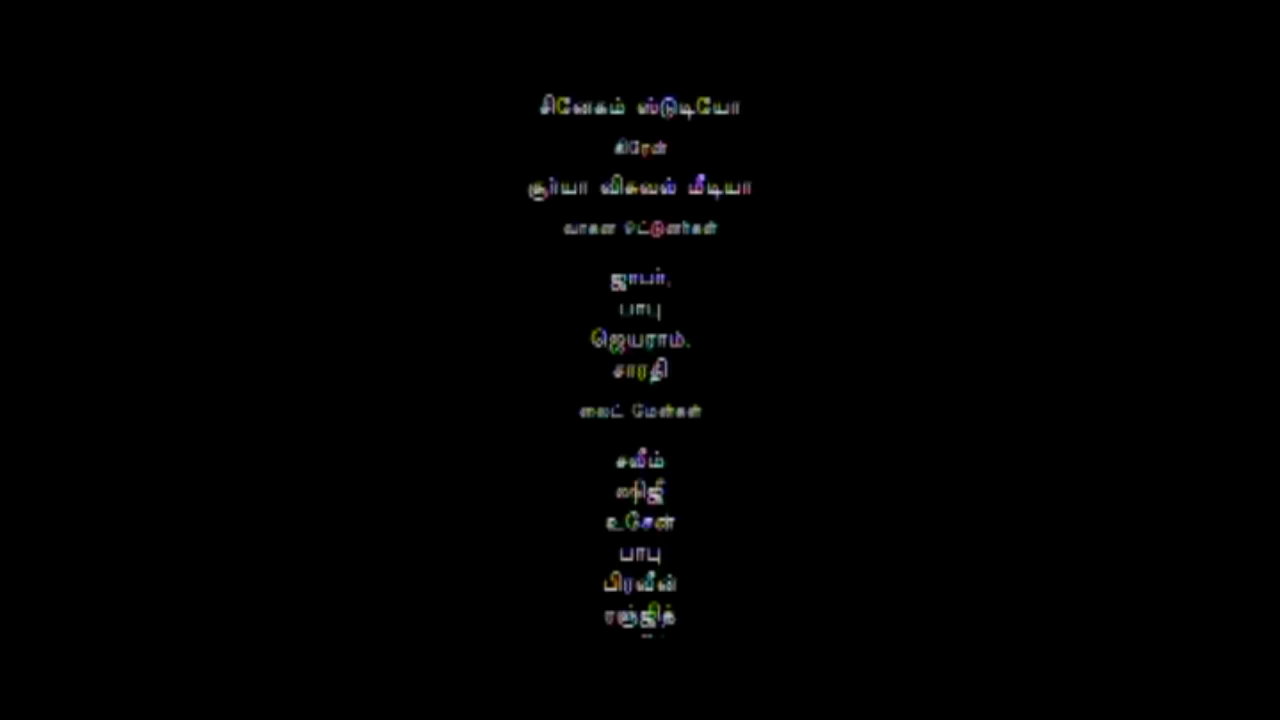 சினேகம் ஸ்டுடியோ
கிரேன்
சூர்யா விசுவல் மீடியா
வாகன ஓட்டுனர்கள்
ஜாபர்,
பாபு
ஜெயராம்,
சாரதி
லைட் மேன்கள்
சலீம்
உசேன்
பாபு
பிரவீன்
ரஞ்ஜித்